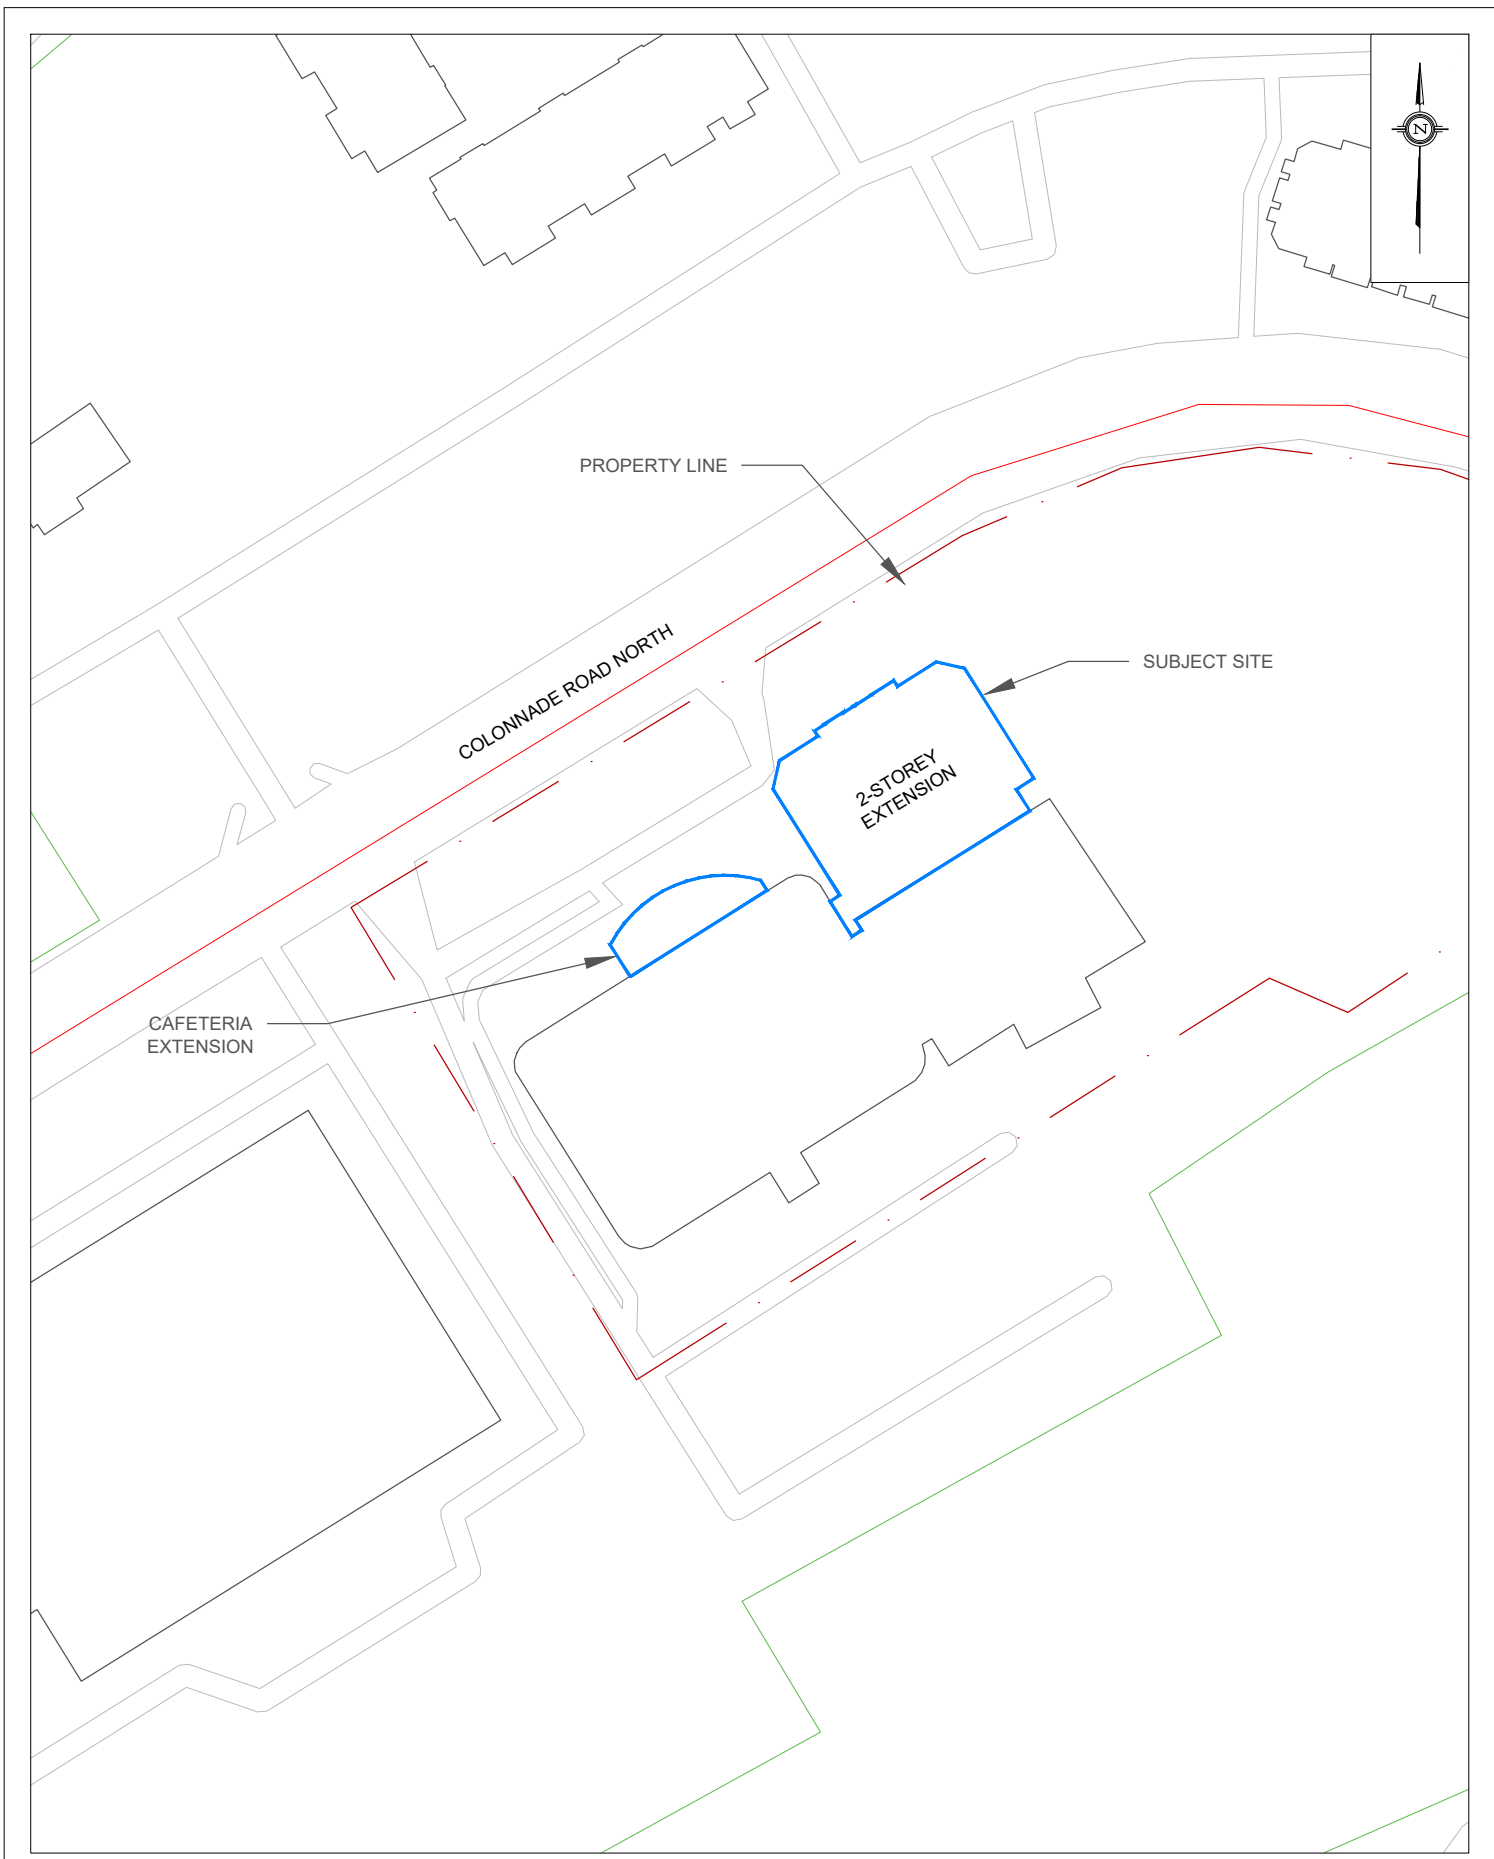 N
PROPERTY LINE
COLONNADE ROAD NORTH
SUBJECT SITE
2-STOREY
EXTENSION
CAFETERIA
EXTENSION